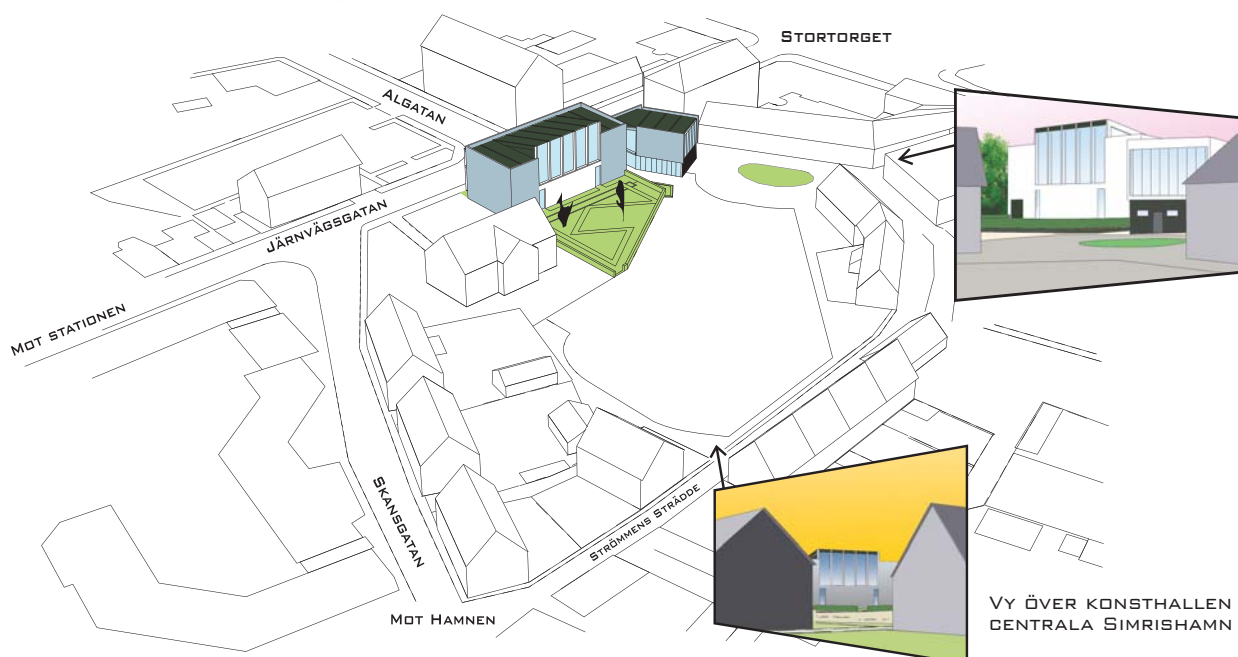 STORTORGET
ALGATAN
JÄRNVÄGSGATAN
MOT STATIONEN
SKANSGATAN
STRÖMMENS STRÄDDE
MOT HAMNEN
VY ÖVER KONSTHALLEN
CENTRALA SIMRISHAMN